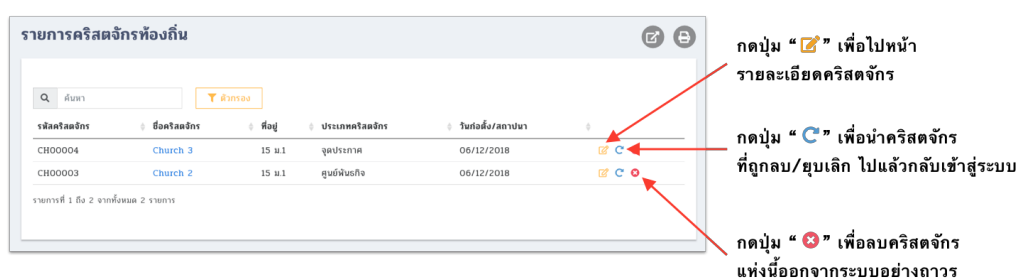 รายการคริสตจักรท้องถิ่น
ค้นหา
ตัวกรอง
รหัสคริสตจักร ชื่อคริสตจักร ที่อยู่ ประเภทคริสตจักร วันก่อตั้ง/สถาปนา
CH00004 Church 3 15 ม.1 จุดประกาศ 06/12/2018
CH00003 Church 2 15 ม.1 ศูนย์พันธกิจ 06/12/2018
รายการที่ 1 ถึง 2 จากทั้งหมด 2 รายการ
กดปุ่ม “ ” เพื่อไปหน้า
รายละเอียดคริสตจักร
กดปุ่ม “ ” เพื่อนำคริสตจักร
ที่ถูกลบ/ยุบเลิก ไปแล้วกลับเข้าสู่ระบบ
กดปุ่ม “ ” เพื่อลบคริสตจักร
แห่งนี้ออกจากระบบอย่างถาวร